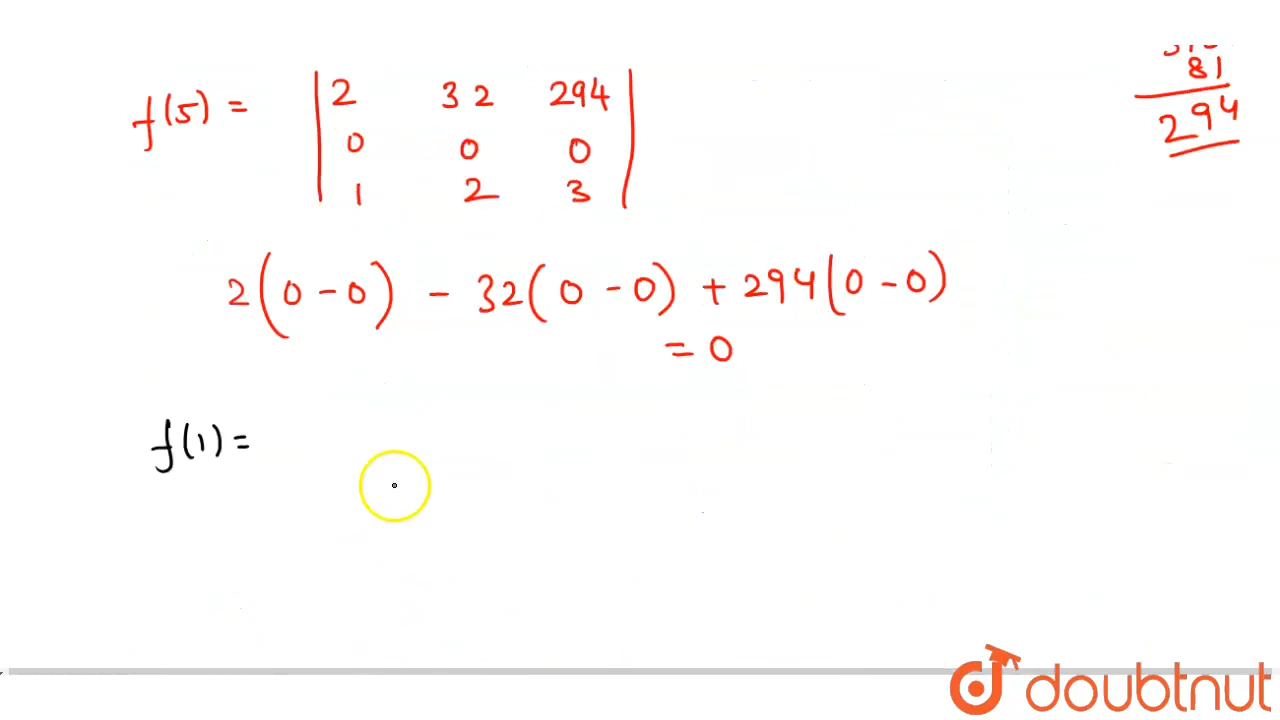 81
294
f(5) = | 2 32 294 |
| 0 0 0 |
| 1 2 3 |
2(0 - 0) - 32(0 - 0) + 294(0 - 0)
= 0
f(1) =
doubtnut